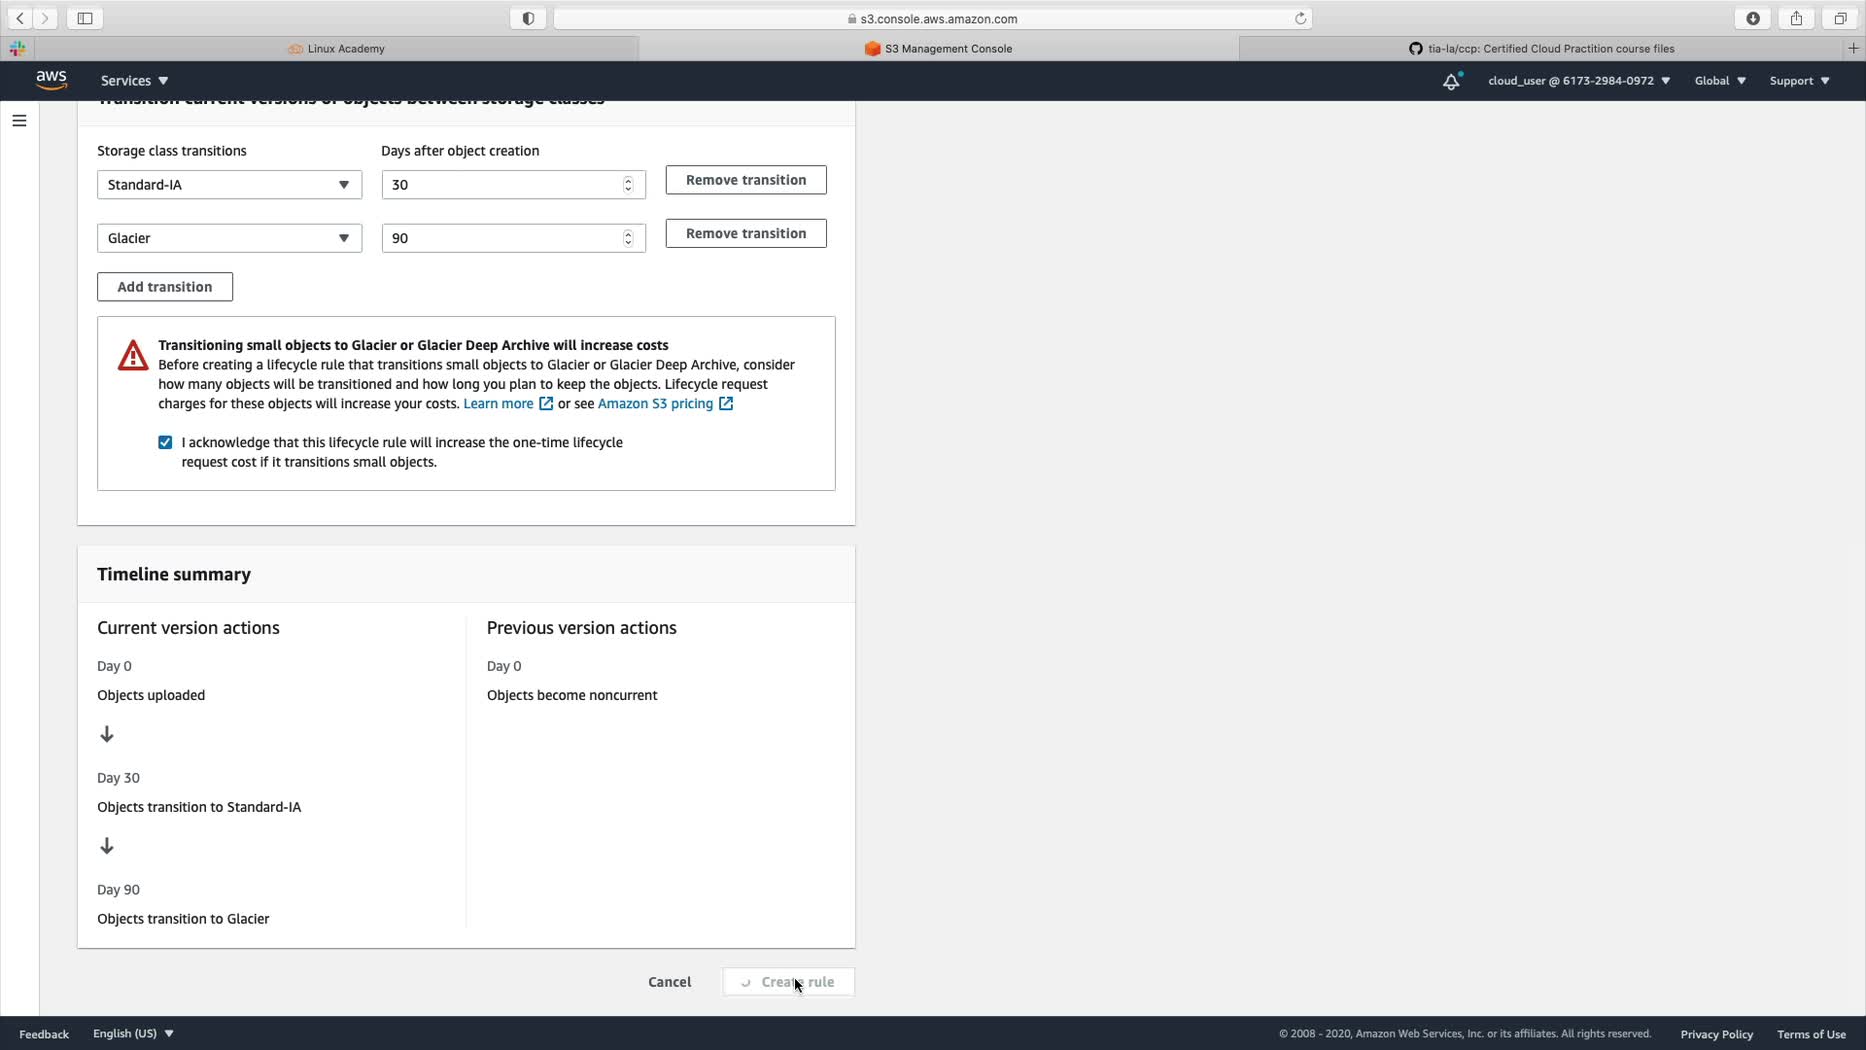 s3.console.aws.amazon.com
Linux Academy
S3 Management Console
tia-la/ccp: Certified Cloud Practition course files
aws
Services
cloud_user @ 6173-2984-0972
Global
Support
Transition current versions of objects between storage classes
Storage class transitions
Days after object creation
Standard-IA
30
Remove transition
Glacier
90
Remove transition
Add transition
Transitioning small objects to Glacier or Glacier Deep Archive will increase costs
Before creating a lifecycle rule that transitions small objects to Glacier or Glacier Deep Archive, consider
how many objects will be transitioned and how long you plan to keep the objects. Lifecycle request
charges for these objects will increase your costs. Learn more or see Amazon S3 pricing
I acknowledge that this lifecycle rule will increase the one-time lifecycle
request cost if it transitions small objects.
Timeline summary
Current version actions
Day 0
Objects uploaded
Day 30
Objects transition to Standard-IA
Day 90
Objects transition to Glacier
Previous version actions
Day 0
Objects become noncurrent
Cancel
Create rule
Feedback
English (US)
© 2008 - 2020, Amazon Web Services, Inc. or its affiliates. All rights reserved.
Privacy Policy
Terms of Use